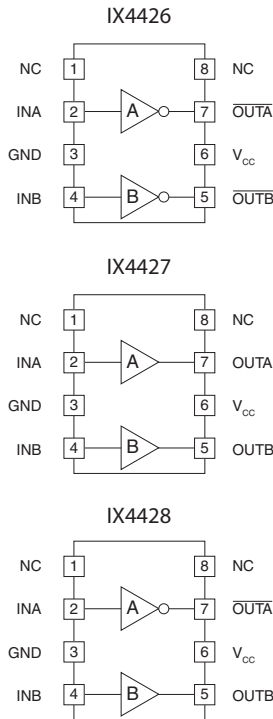 IX4426
NC 1 8 NC
INA 2 A 7 OUTA
GND 3 6 Vcc
INB 4 B 5 OUTB
IX4427
NC 1 8 NC
INA 2 A 7 OUTA
GND 3 6 Vcc
INB 4 B 5 OUTB
IX4428
NC 1 8 NC
INA 2 A 7 OUTA
GND 3 6 Vcc
INB 4 B 5 OUTB